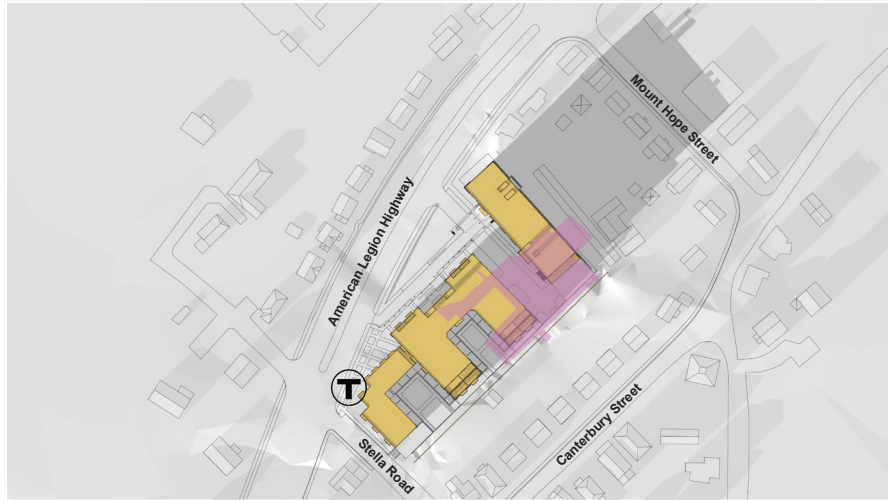 Mount Hope Street
American Legion Highway
T
Canterbury Street
Stella Road